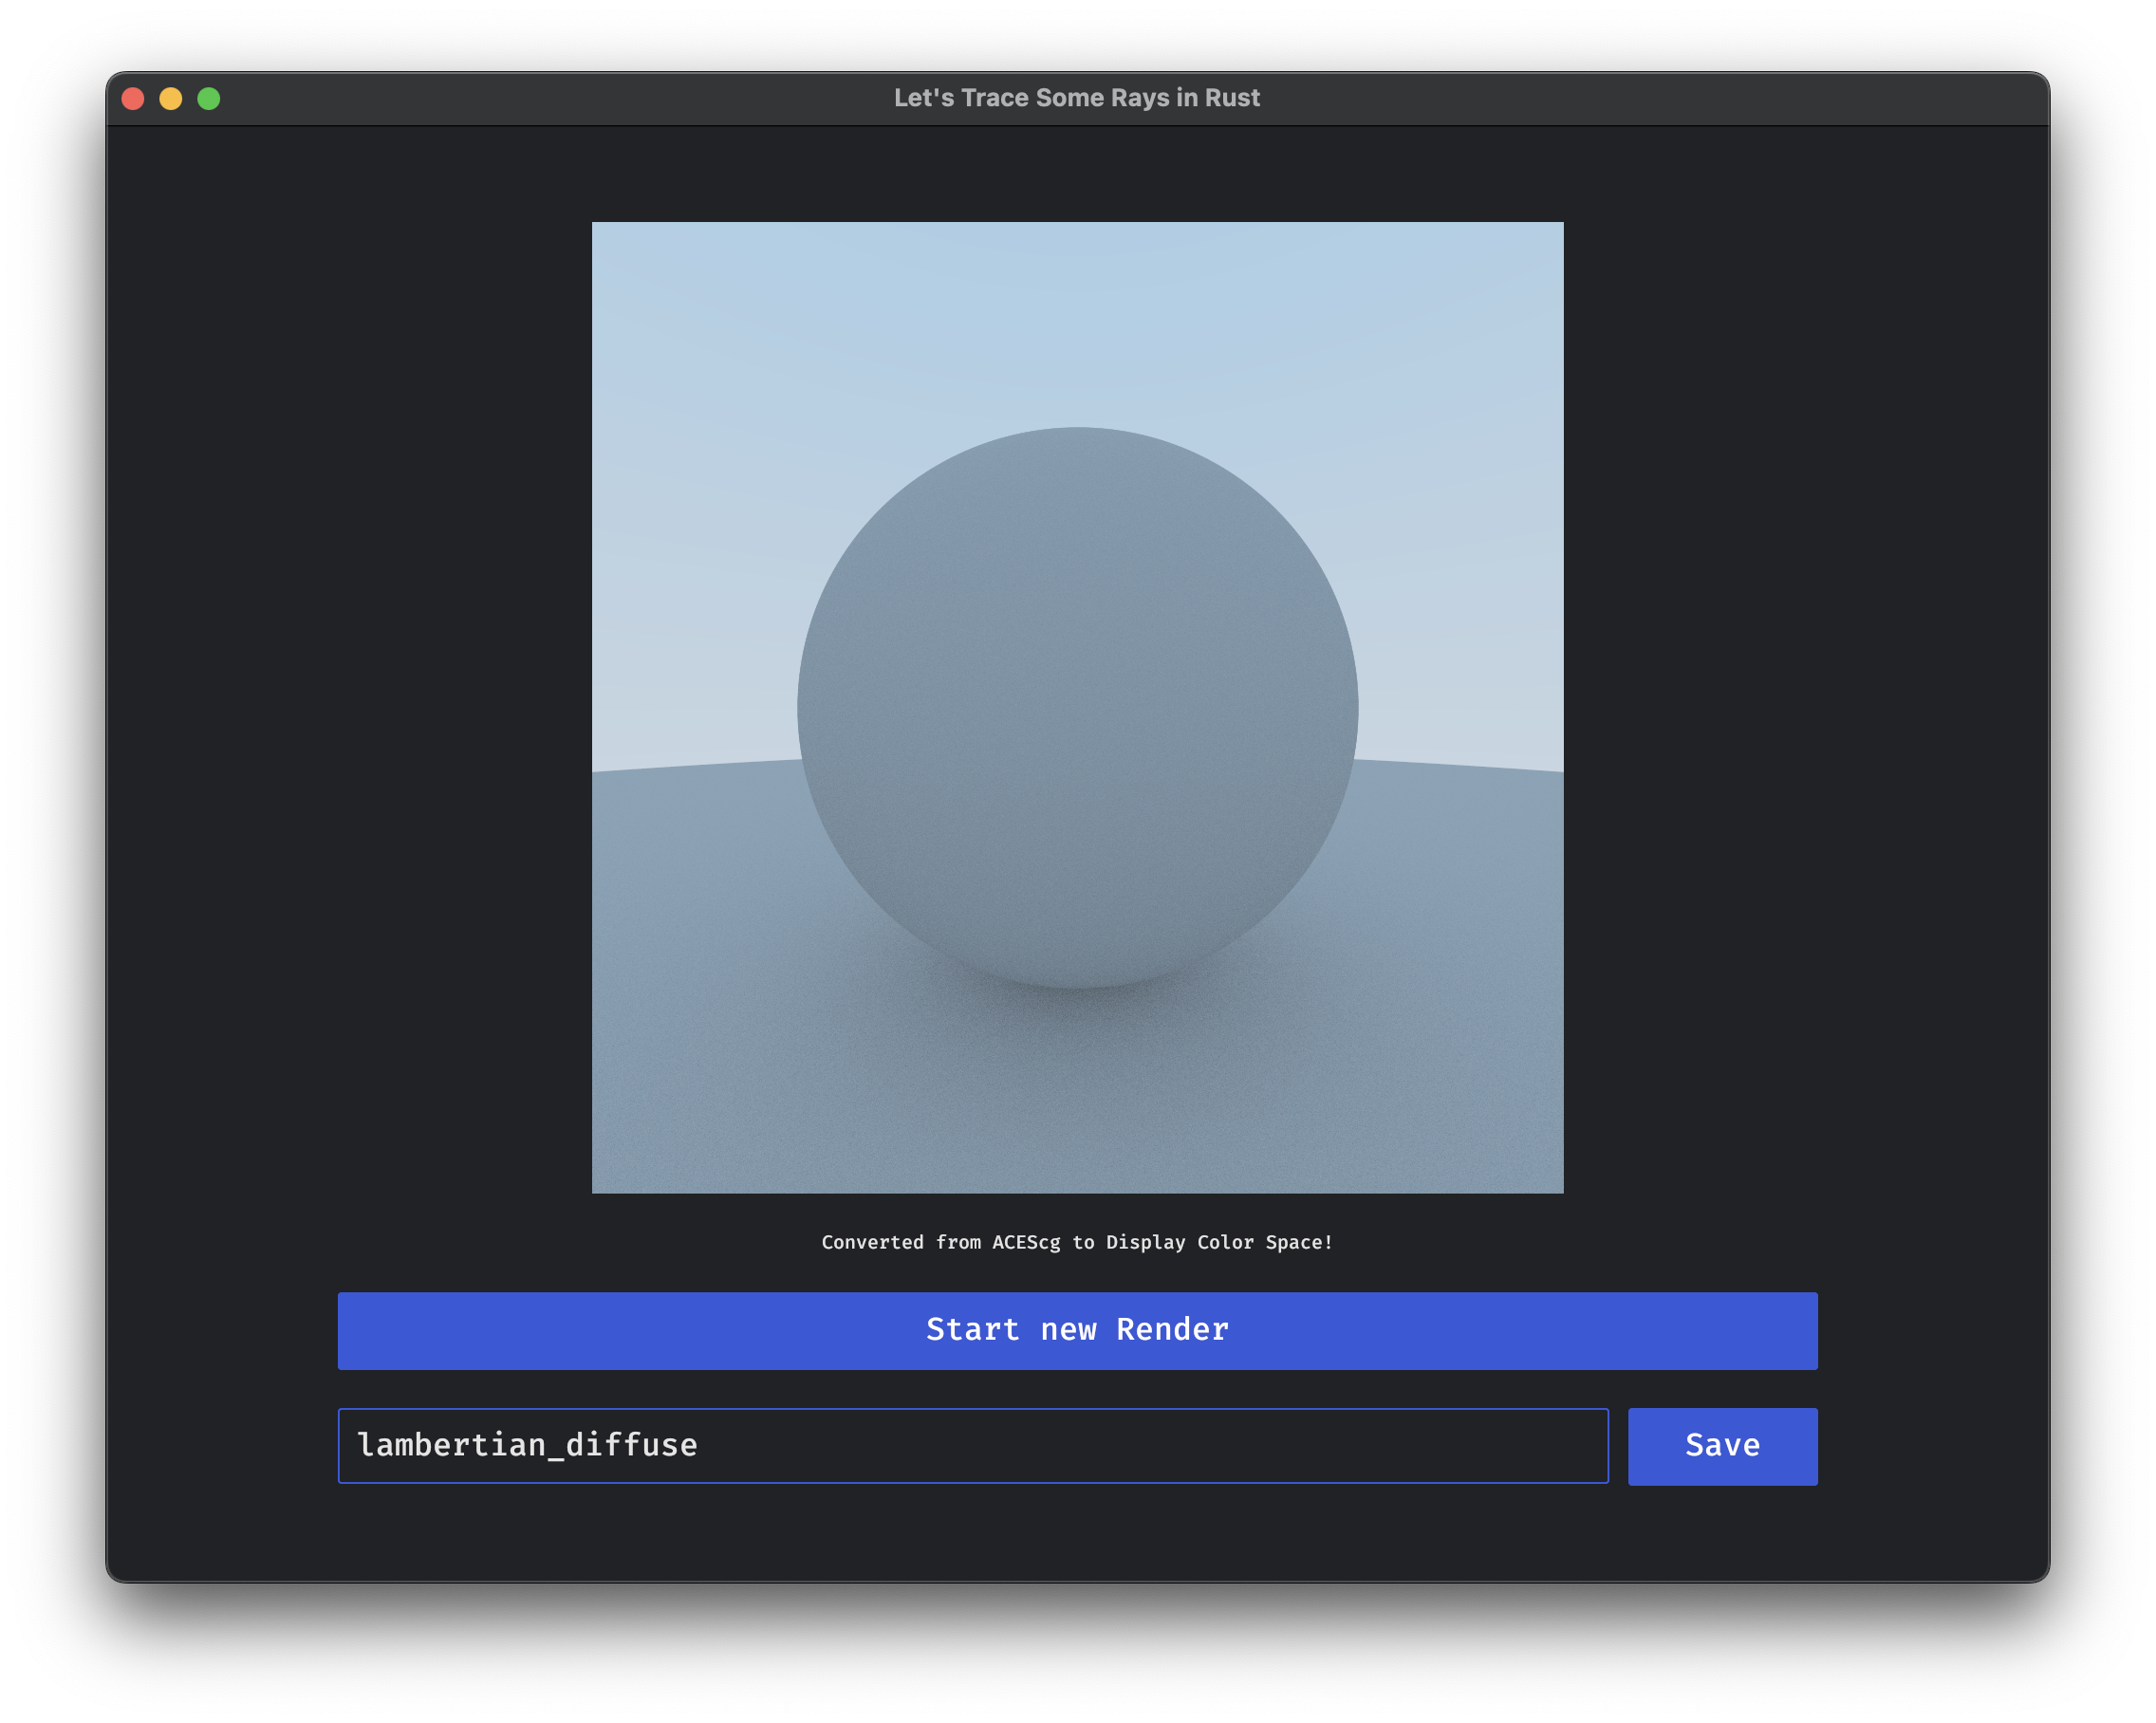 Let's Trace Some Rays in Rust
Converted from ACEScg to Display Color Space!
Start new Render
lambertian_diffuse
Save